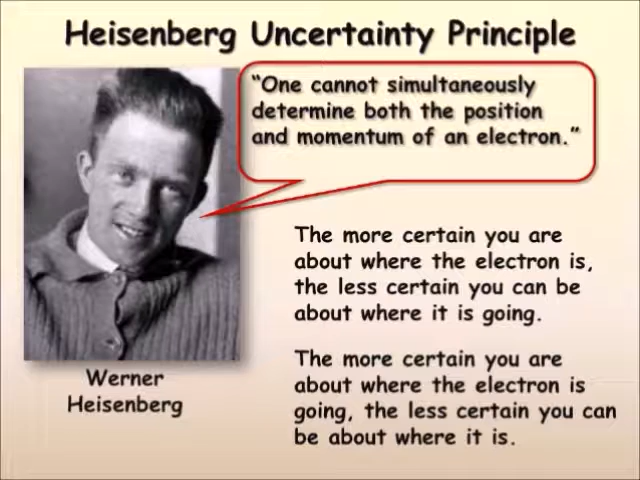 Heisenberg Uncertainty Principle
“One cannot simultaneously
determine both the position
and momentum of an electron.”
The more certain you are
about where the electron is,
the less certain you can be
about where it is going.
The more certain you are
about where the electron is
going, the less certain you can
be about where it is.
Werner
Heisenberg